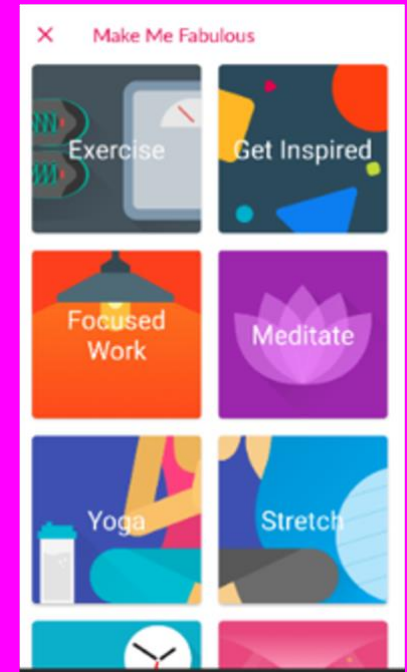 Make Me Fabulous
Exercise
Get Inspired
Focused
Work
Meditate
Yoga
Stretch